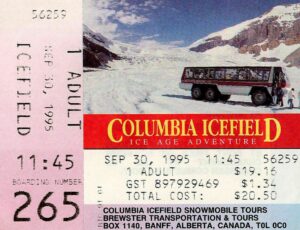 56259
1 ADULT
SEP 30, 1995
ICEFIELD
11:45
BOARDING NUMBER
265
COLUMBIA ICEFIELD
ICE AGE ADVENTURE
SEP 30, 1995 11:45 56259
1 ADULT $19.16
GST 897929469 $1.34
TOTAL COST $20.50
COLUMBIA ICEFIELD SNOWMOBILE TOURS
BREWSTER TRANSPORTATION & TOURS
BOX 1140, BANFF, ALBERTA, CANADA, T0L 0C0